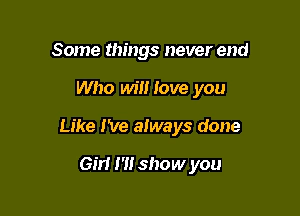 Some things never end
Who will love you
Like I've always done
Girl I'll show you